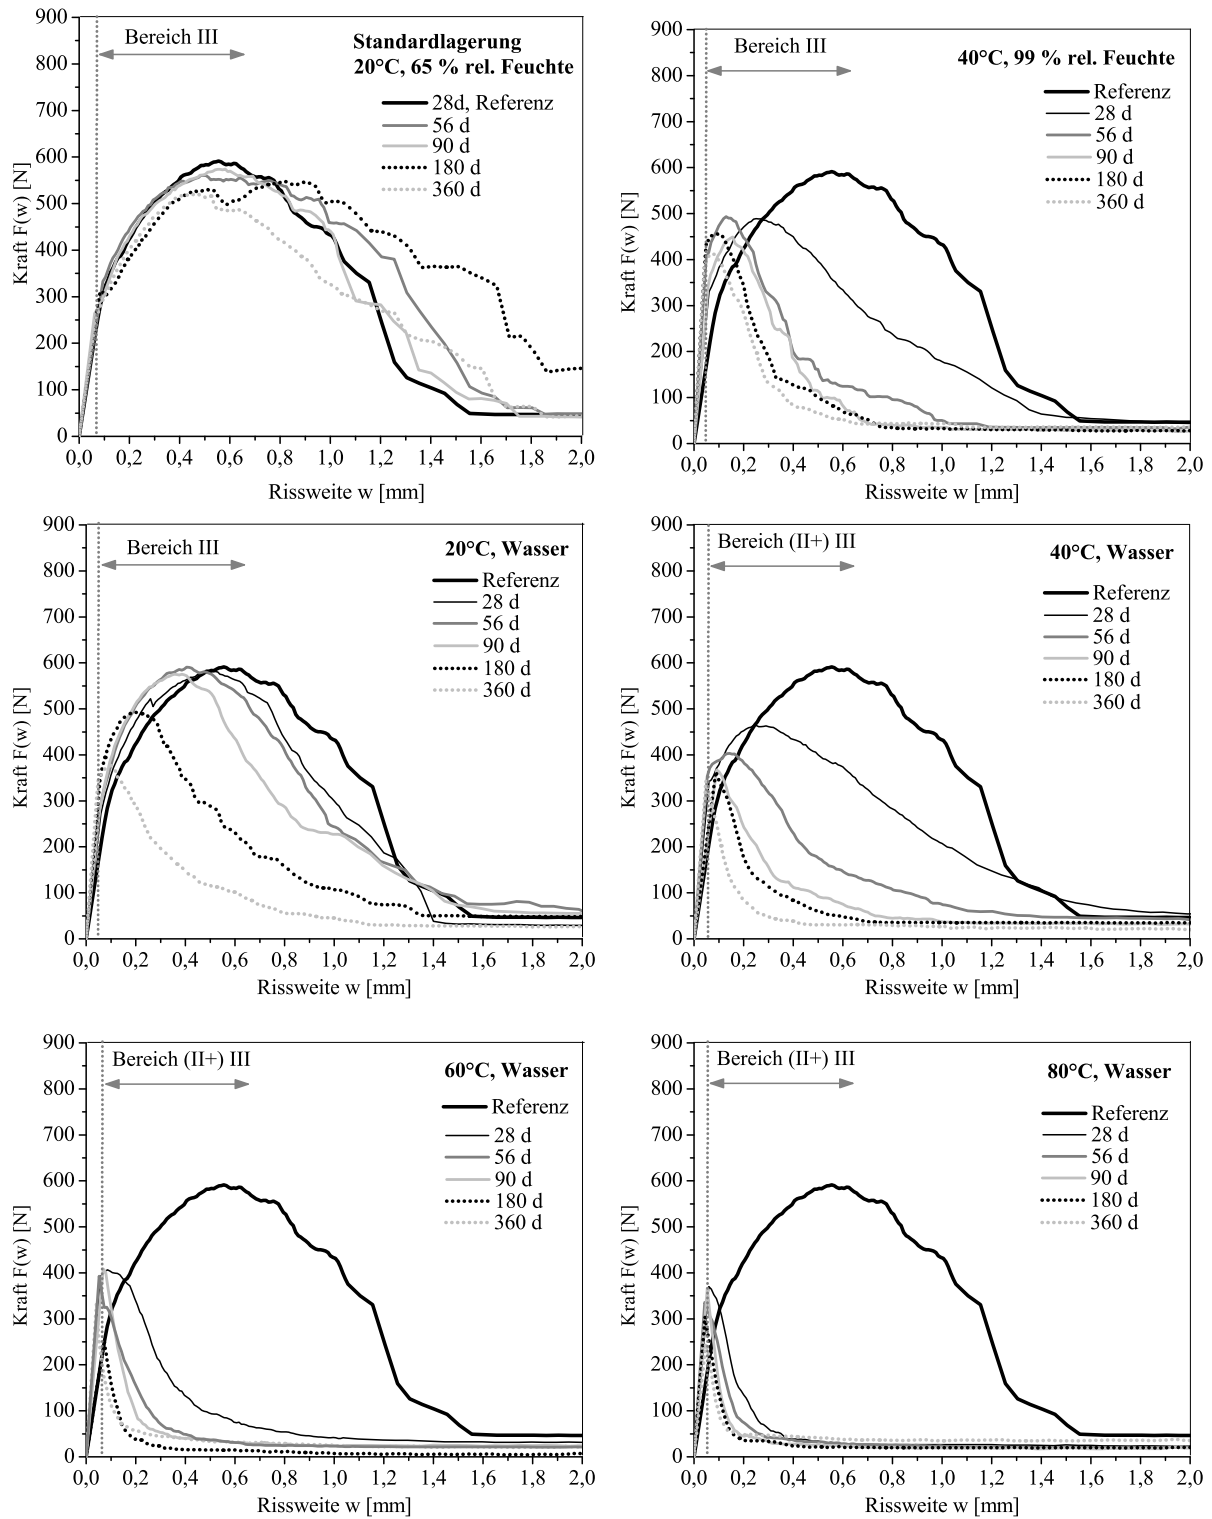 900
800
700
600
500
400
300
200
100
0
Kraft F(w) [N]
Bereich III
Standardlagerung
20°C, 65 % rel. Feuchte
28d, Referenz
56 d
90 d
180 d
360 d
0,0 0,2 0,4 0,6 0,8 1,0 1,2 1,4 1,6 1,8 2,0
Rissweite w [mm]
900
800
700
600
500
400
300
200
100
0
Kraft F(w) [N]
Bereich III
40°C, 99 % rel. Feuchte
Referenz
28 d
56 d
90 d
180 d
360 d
0,0 0,2 0,4 0,6 0,8 1,0 1,2 1,4 1,6 1,8 2,0
Rissweite w [mm]
900
800
700
600
500
400
300
200
100
0
Kraft F(w) [N]
Bereich III
20°C, Wasser
Referenz
28 d
56 d
90 d
180 d
360 d
0,0 0,2 0,4 0,6 0,8 1,0 1,2 1,4 1,6 1,8 2,0
Rissweite w [mm]
900
800
700
600
500
400
300
200
100
0
Kraft F(w) [N]
Bereich (II+) III
40°C, Wasser
Referenz
28 d
56 d
90 d
180 d
360 d
0,0 0,2 0,4 0,6 0,8 1,0 1,2 1,4 1,6 1,8 2,0
Rissweite w [mm]
900
800
700
600
500
400
300
200
100
0
Kraft F(w) [N]
Bereich (II+) III
60°C, Wasser
Referenz
28 d
56 d
90 d
180 d
360 d
0,0 0,2 0,4 0,6 0,8 1,0 1,2 1,4 1,6 1,8 2,0
Rissweite w [mm]
900
800
700
600
500
400
300
200
100
0
Kraft F(w) [N]
Bereich (II+) III
80°C, Wasser
Referenz
28 d
56 d
90 d
180 d
360 d
0,0 0,2 0,4 0,6 0,8 1,0 1,2 1,4 1,6 1,8 2,0
Rissweite w [mm]